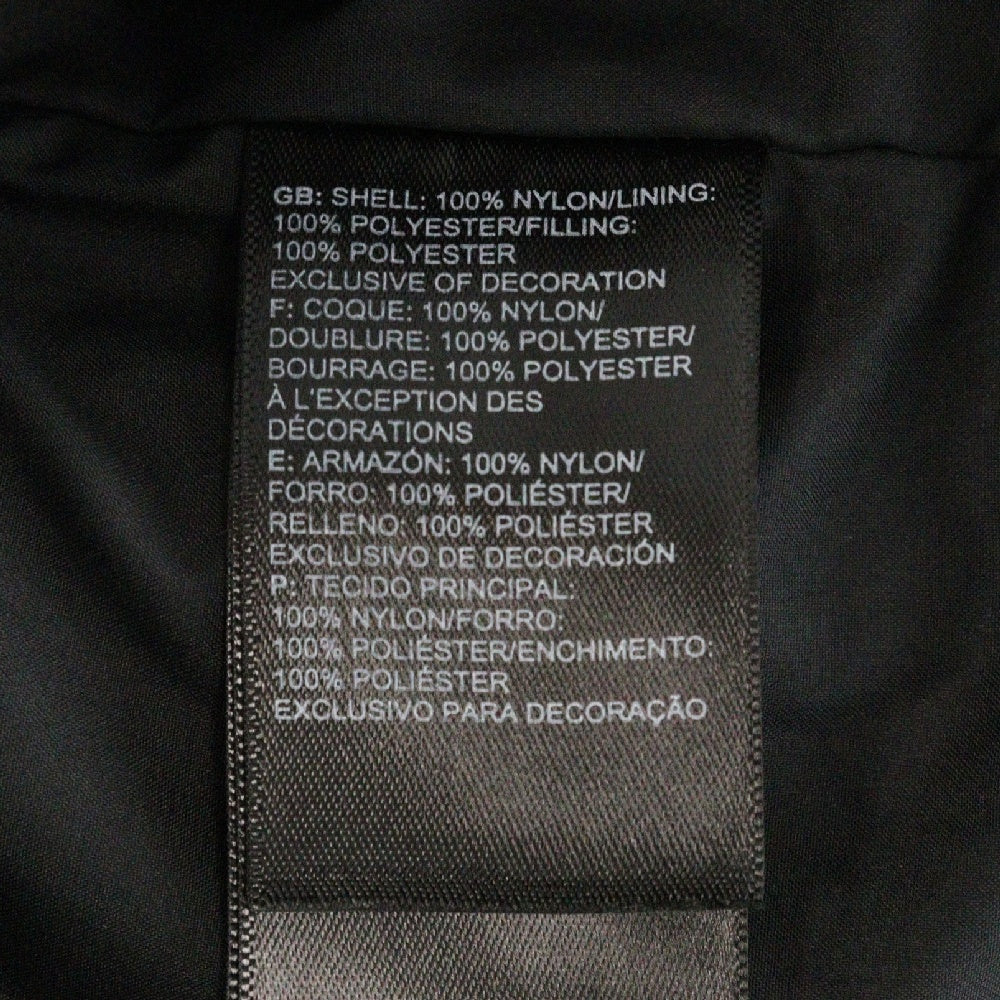 GB: SHELL: 100% NYLON/LINING:
100% POLYESTER/FILLING:
100% POLYESTER
EXCLUSIVE OF DECORATION
F: COQUE: 100% NYLON/
DOUBLURE: 100% POLYESTER/
BOURRAGE: 100% POLYESTER
À L'EXCEPTION DES
DÉCORATIONS
E: ARMAZÓN: 100% NYLON/
FORRO: 100% POLIÉSTER/
RELLENO: 100% POLIÉSTER
EXCLUSIVO DE DECORACIÓN
P: TECIDO PRINCIPAL:
100% NYLON/FORRO:
100% POLIÉSTER/ENCHIMENTO:
100% POLIÉSTER
EXCLUSIVO PARA DECORAÇÃO